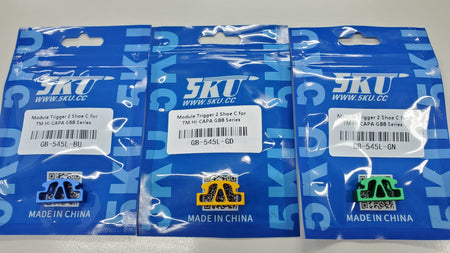 5KU
WWW.5KU.CC
Module Trigger 2 Shoe C for
TM HI CAPA GBB Series
GB-545L-BU
MADE IN CHINA
5KU
WWW.5KU.CC
Module Trigger 2 Shoe C for
TM HI CAPA GBB Series
GB-545L-GD
MADE IN CHINA
5KU
WWW.5KU.CC
Module Trigger 2 Shoe C for
TM HI CAPA GBB Series
GB-545L-GN
MADE IN CHINA